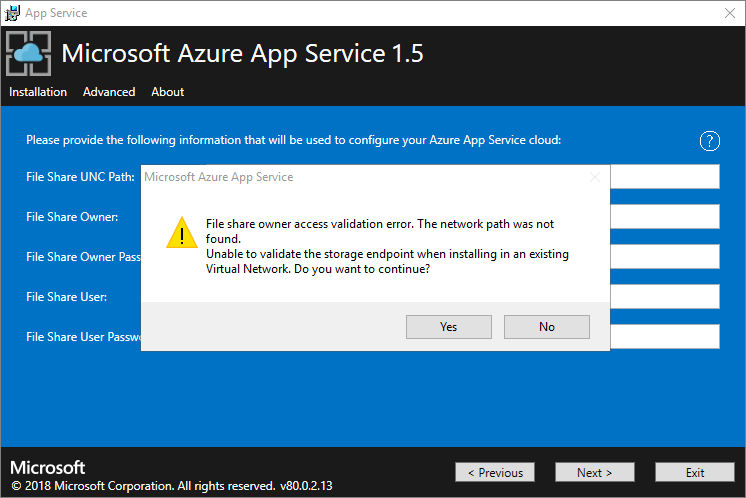 App Service
Microsoft Azure App Service 1.5
Installation Advanced About
Please provide the following information that will be used to configure your Azure App Service cloud:
?
File Share UNC Path:
Microsoft Azure App Service
File Share Owner:
File share owner access validation error. The network path was not
found.
Unable to validate the storage endpoint when installing in an existing
Virtual Network. Do you want to continue?
File Share Owner
File Share User:
Yes No
File Share User
Microsoft
© 2018 Microsoft Corporation. All rights reserved. v80.0.2.13
< Previous Next > Exit